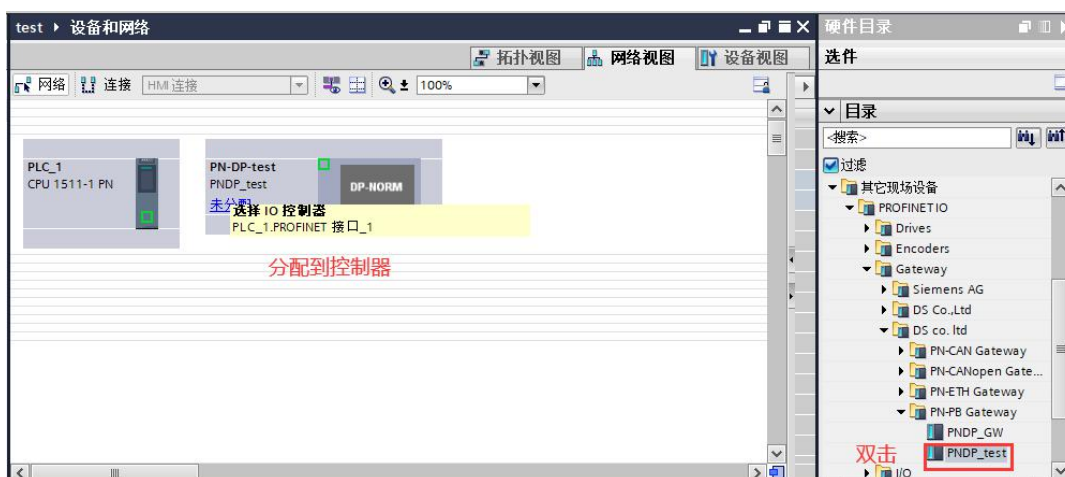 test ▸ 设备和网络
拓扑视图 网络视图 设备视图
网络 连接 HMI 连接 100%
PLC_1
CPU 1511-1 PN
PN-DP-test
PNDP_test
未分配
DP-NORM
选择 IO 控制器
PLC_1.PROFINET 接口_1
分配到控制器
硬件目录
选件
目录
<搜索>
过滤
其它现场设备
PROFINET IO
Drives
Encoders
Gateway
Siemens AG
DS Co.,Ltd
DS co. ltd
PN-CAN Gateway
PN-CANopen Gate...
PN-ETH Gateway
PN-PB Gateway
PNDP_GW
双击 PNDP_test
I/O